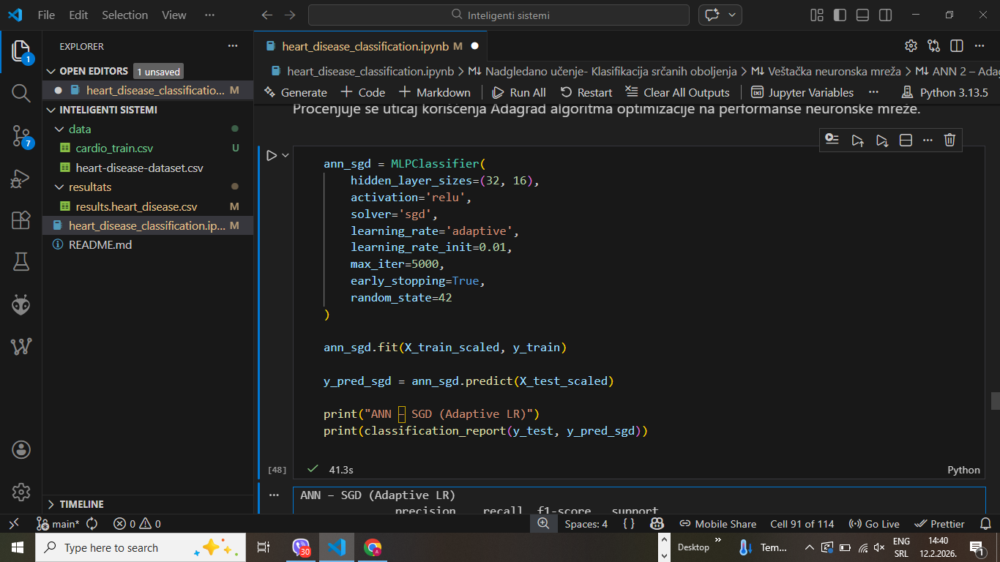 File Edit Selection View ···
Inteligenti sistemi
EXPLORER ···
OPEN EDITORS 1 unsaved
heart_disease_classificatio... M
INTELIGENTI SISTEMI
data
cardio_train.csv U
heart-disease-dataset.csv
resultats
results.heart_disease.csv M
heart_disease_classification.ip... M
README.md
TIMELINE
1
7
heart_disease_classification.ipynb M
heart_disease_classification.ipynb > M↓ Nadgledano učenje- Klasifikacija srčanih oboljenja > M↓ Veštačka neuronska mreža > M↓ ANN 2 – Adag
Generate + Code + Markdown Run All Restart Clear All Outputs Jupyter Variables ··· Python 3.13.5
Procenjuje se uticaj korišćenja Adagrad algoritma optimizacije na performanse neuronske mreže.
ann_sgd = MLPClassifier(
hidden_layer_sizes=(32, 16),
activation='relu',
solver='sgd',
learning_rate='adaptive',
learning_rate_init=0.01,
max_iter=5000,
early_stopping=True,
random_state=42
)
ann_sgd.fit(X_train_scaled, y_train)
y_pred_sgd = ann_sgd.predict(X_test_scaled)
print("ANN – SGD (Adaptive LR)")
print(classification_report(y_test, y_pred_sgd))
[48] 41.3s Python
ANN – SGD (Adaptive LR)
precision recall f1-score support
main* 0 0 Spaces: 4 { } Mobile Share Cell 91 of 114 Go Live Prettier
Type here to search
30
Desktop » Tem... ENG SRL 14:40 12.2.2026. 1